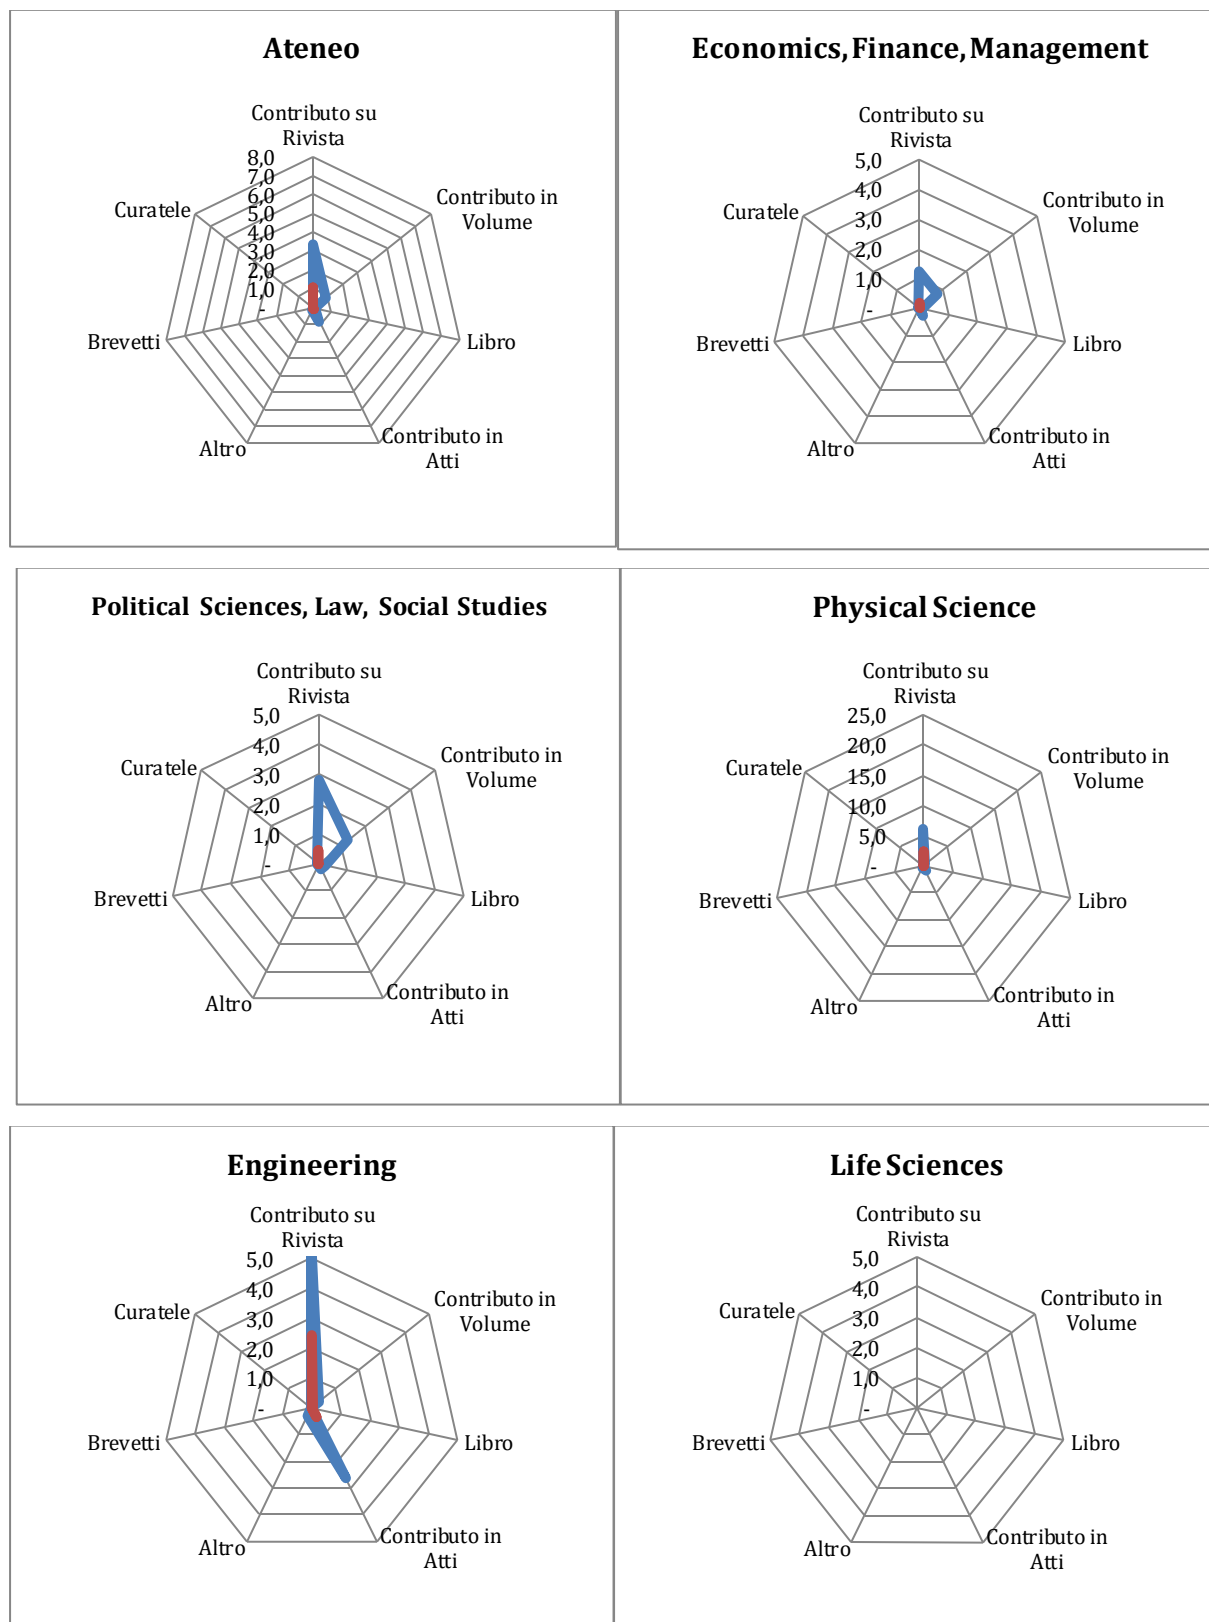 Ateneo
Contributo su
Rivista
8,0
7,0
6,0
5,0
4,0
3,0
2,0
1,0
-
Contributo in
Volume
Libro
Contributo in
Atti
Altro
Brevetti
Curatele
Economics, Finance, Management
Contributo su
Rivista
5,0
4,0
3,0
2,0
1,0
-
Contributo in
Volume
Libro
Contributo in
Atti
Altro
Brevetti
Curatele
Political Sciences, Law, Social Studies
Contributo su
Rivista
5,0
4,0
3,0
2,0
1,0
-
Contributo in
Volume
Libro
Contributo in
Atti
Altro
Brevetti
Curatele
Physical Science
Contributo su
Rivista
25,0
20,0
15,0
10,0
5,0
-
Contributo in
Volume
Libro
Contributo in
Atti
Altro
Brevetti
Curatele
Engineering
Contributo su
Rivista
5,0
4,0
3,0
2,0
1,0
-
Contributo in
Volume
Libro
Contributo in
Atti
Altro
Brevetti
Curatele
Life Sciences
Contributo su
Rivista
5,0
4,0
3,0
2,0
1,0
-
Contributo in
Volume
Libro
Contributo in
Atti
Altro
Brevetti
Curatele